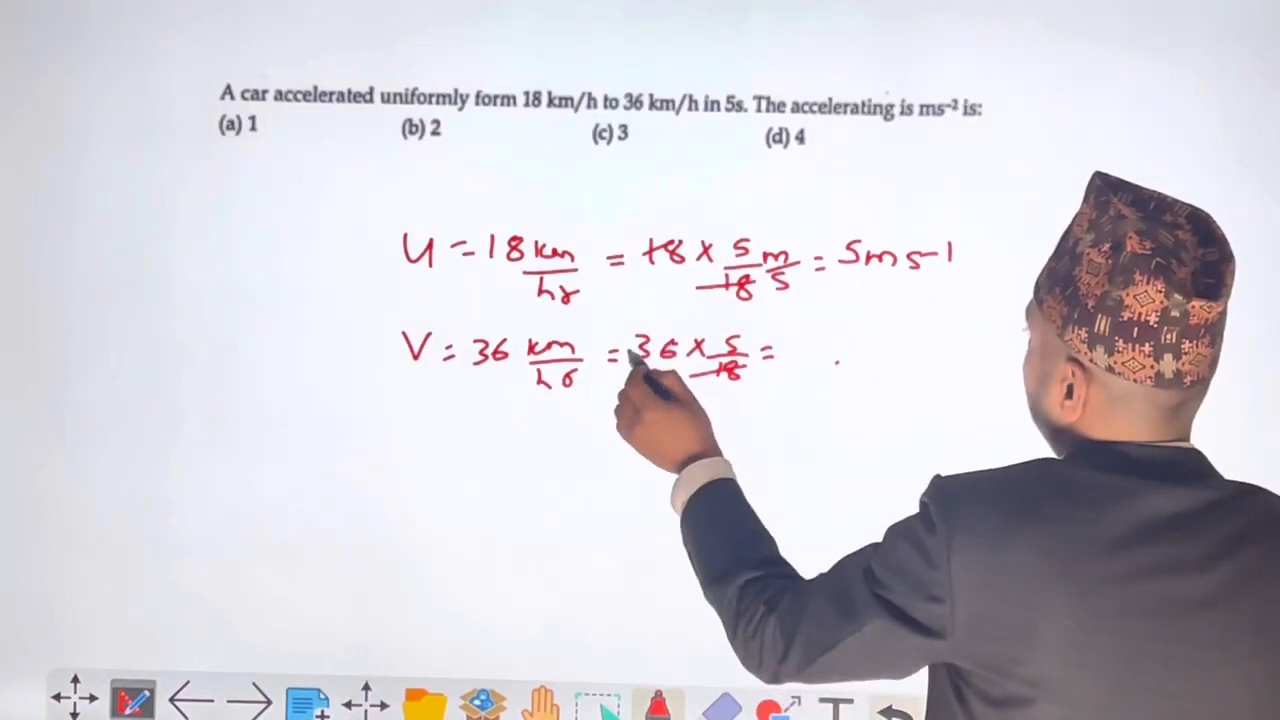 A car accelerated uniformly form 18 km/h to 36 km/h in 5s. The accelerating is ms⁻² is:
(a) 1 (b) 2 (c) 3 (d) 4
u = 18 km/hr = 18 × 5/18 m/s = 5ms-1
V = 36 km/hr = 36 × 5/18 =